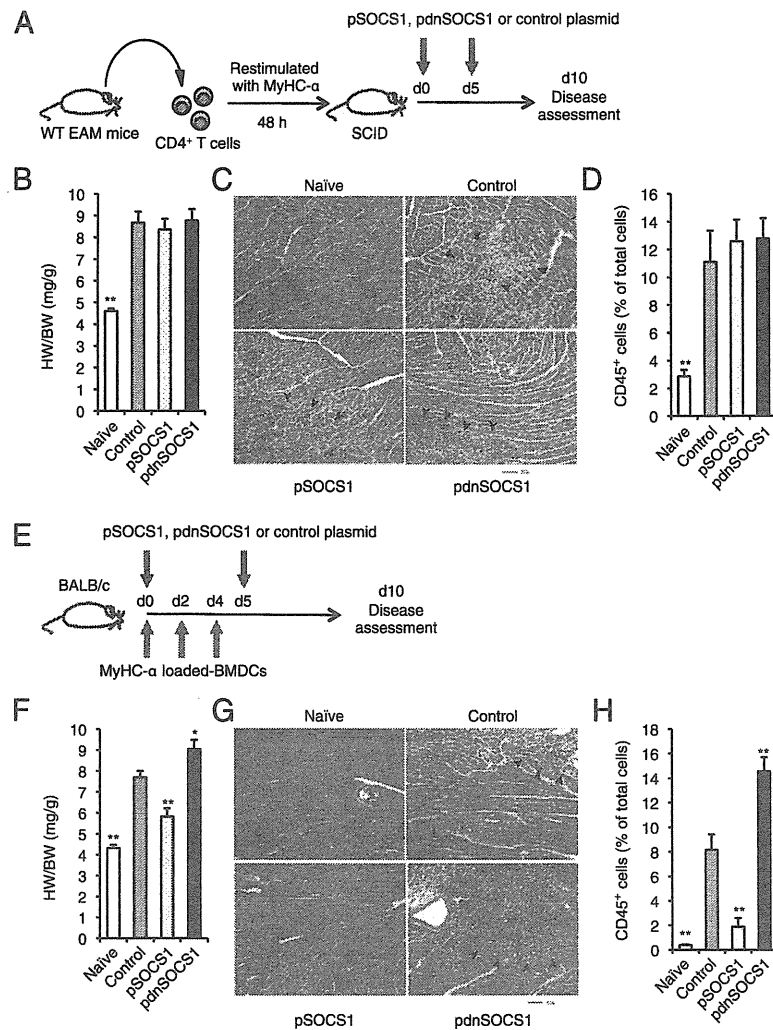 A
pSOCS1, pdnSOCS1 or control plasmid
Restimulated
with MyHC-α
48 h
d0
d5
d10
Disease
assessment
WT EAM mice
CD4+ T cells
SCID
B
HW/BW (mg/g)
10
9
8
7
6
5
4
3
2
1
0
**
Naïve
Control
pSOCS1
pdnSOCS1
C
Naïve
Control
pSOCS1
pdnSOCS1
D
CD45+ cells (% of total cells)
16
14
12
10
8
6
4
2
0
**
Naïve
Control
pSOCS1
pdnSOCS1
E
pSOCS1, pdnSOCS1 or control plasmid
BALB/c
d0
d2
d4
d5
d10
Disease
assessment
MyHC-α loaded-BMDCs
F
HW/BW (mg/g)
10
9
8
7
6
5
4
3
2
1
0
**
**
*
Naïve
Control
pSOCS1
pdnSOCS1
G
Naïve
Control
pSOCS1
pdnSOCS1
H
CD45+ cells (% of total cells)
18
16
14
12
10
8
6
4
2
0
**
**
**
Naïve
Control
pSOCS1
pdnSOCS1